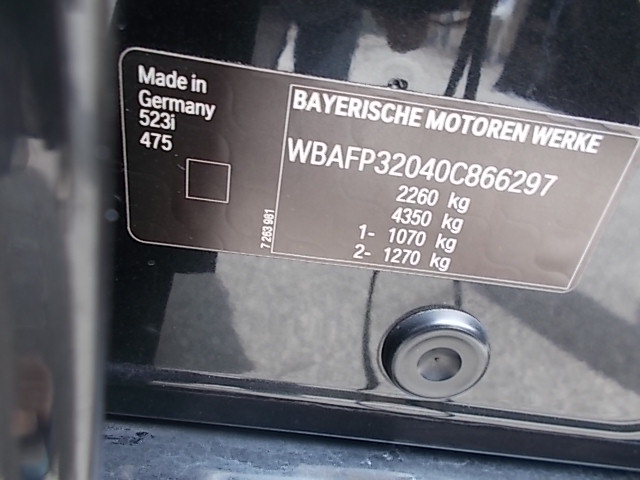 Made in
Germany
523i
475
7 263 981
BAYERISCHE MOTOREN WERKE
WBAFP32040C866297
2260 kg
4350 kg
1- 1070 kg
2- 1270 kg